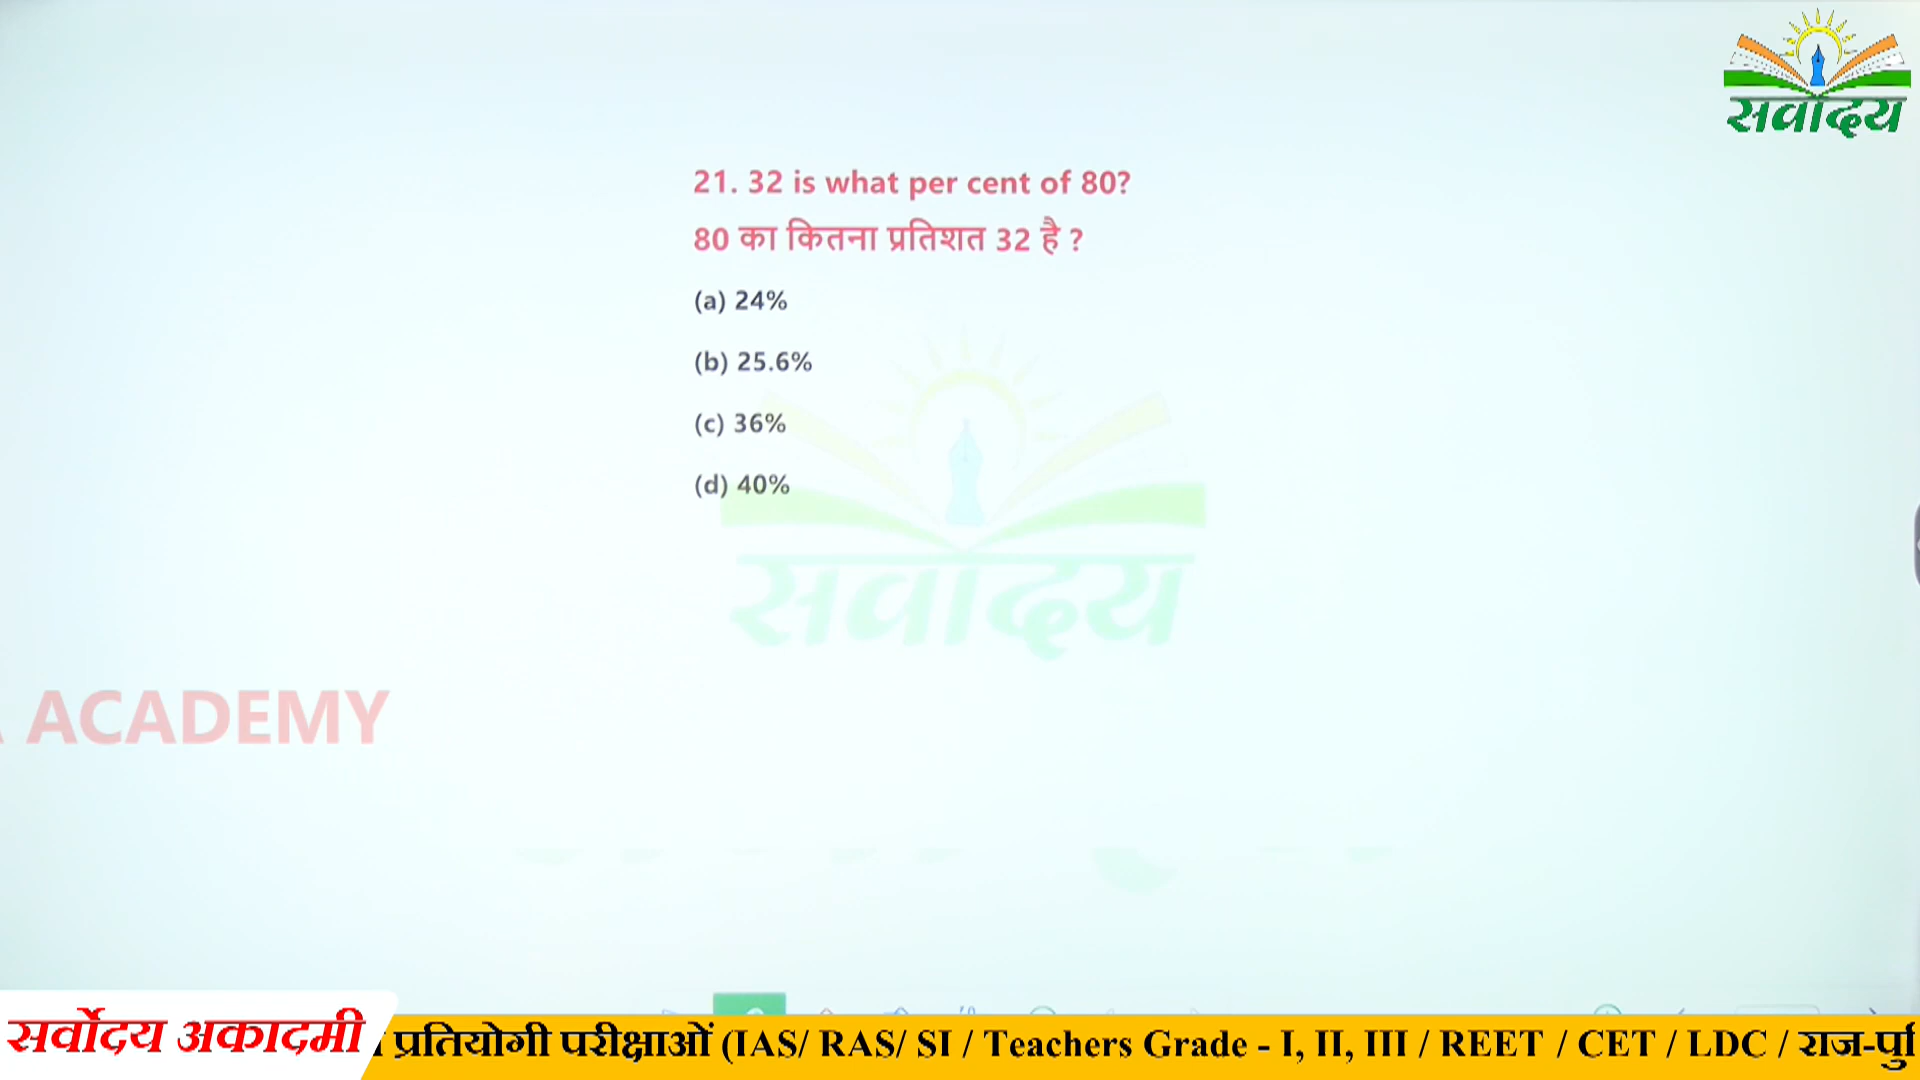 सर्वोदय
21. 32 is what per cent of 80?
80 का कितना प्रतिशत 32 है ?
(a) 24%
(b) 25.6%
(c) 36%
(d) 40%
सर्वोदय
ACADEMY
सर्वोदय अकादमी
प्रतियोगी परीक्षाओं (IAS/ RAS/ SI / Teachers Grade - I, II, III / REET / CET / LDC / राज-पु